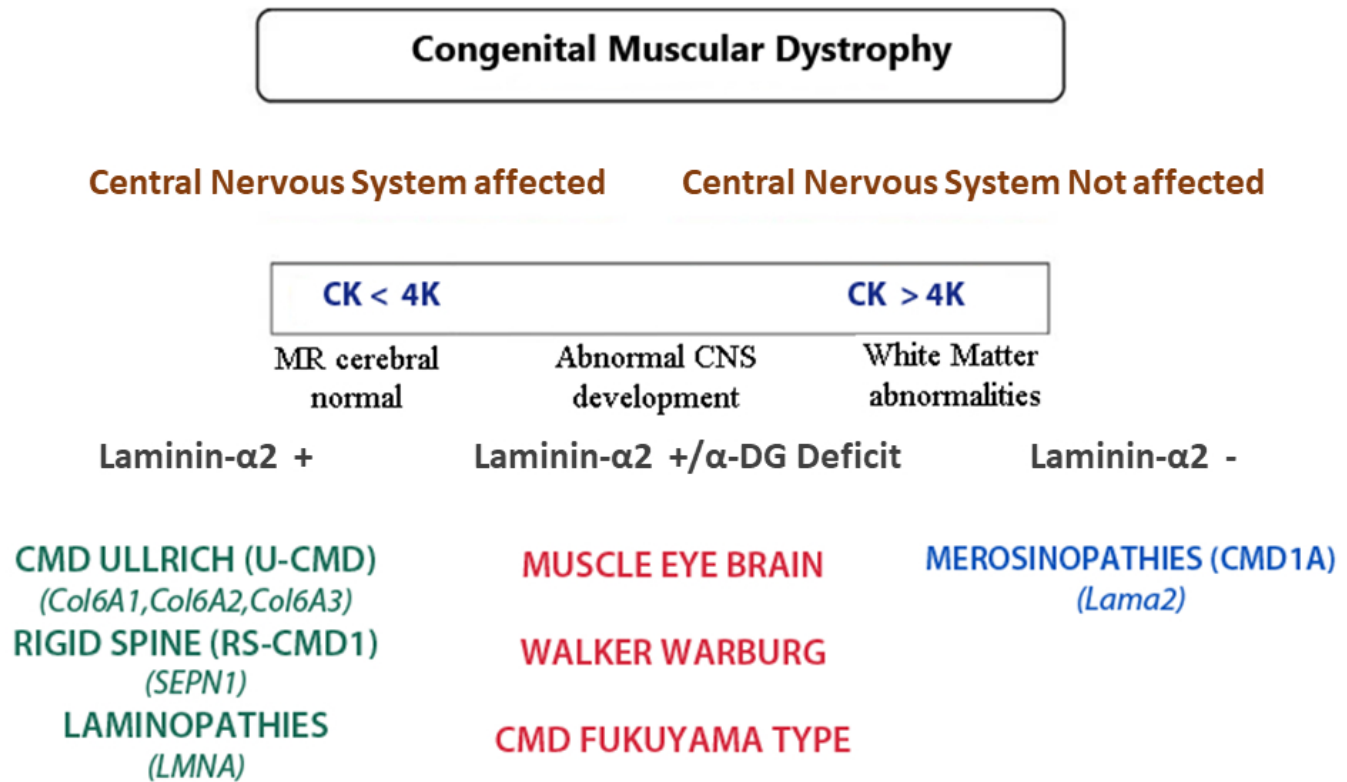 Congenital Muscular Dystrophy
Central Nervous System affected
Central Nervous System Not affected
CK < 4K
CK > 4K
MR cerebral
normal
Abnormal CNS
development
White Matter
abnormalities
Laminin-α2 +
Laminin-α2 +/α-DG Deficit
Laminin-α2 -
CMD ULLRICH (U-CMD)
(Col6A1,Col6A2,Col6A3)
RIGID SPINE (RS-CMD1)
(SEPN1)
LAMINOPATHIES
(LMNA)
MUSCLE EYE BRAIN
WALKER WARBURG
CMD FUKUYAMA TYPE
MEROSINOPATHIES (CMD1A)
(Lama2)